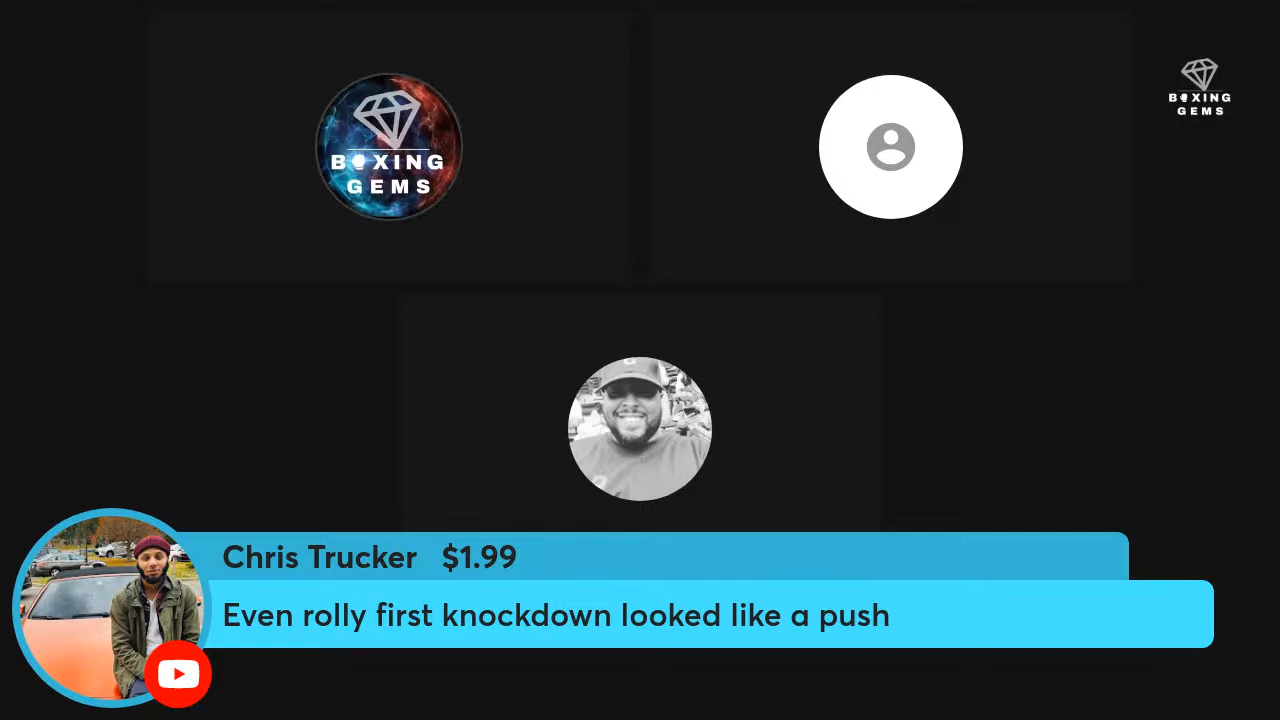 BOXING
GEMS
BOXING
GEMS
Chris Trucker $1.99
Even rolly first knockdown looked like a push